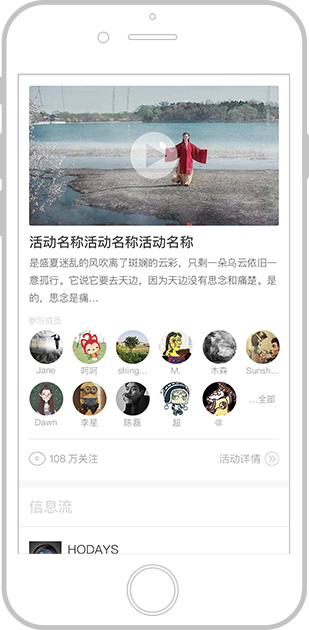 活动名称活动名称活动名称
是盛夏迷乱的风吹离了斑斓的云彩，只剩一朵乌云依旧一
意孤行。它说它要去天边，因为天边没有思念和痛楚。是
的，思念是痛...
参与成员
Jane 呵呵 shing... M. 木森 Sunsh...
Dawn 李星 陈磊 超 @ ...全部
108 万关注 活动详情
信息流
HODAYS